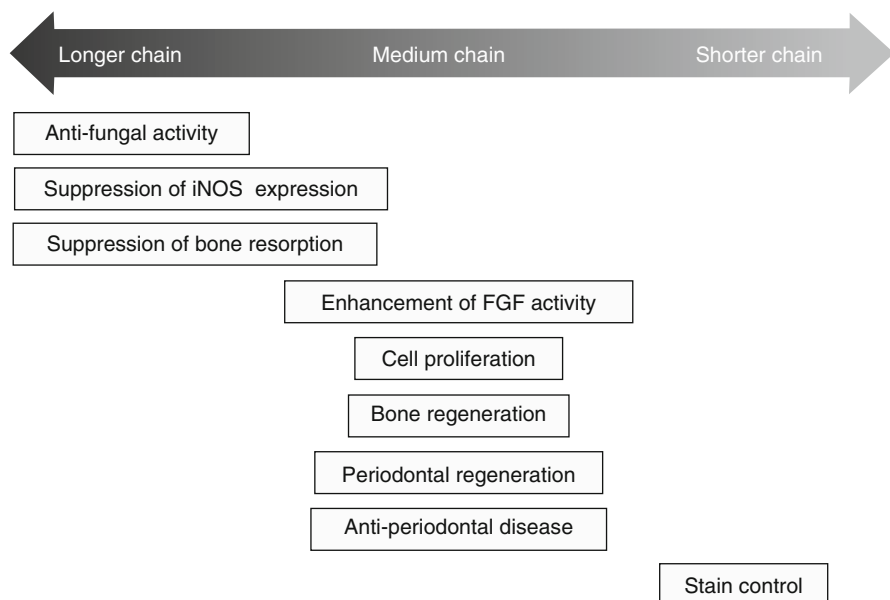 Longer chain Medium chain Shorter chain
Anti-fungal activity
Suppression of iNOS expression
Suppression of bone resorption
Enhancement of FGF activity
Cell proliferation
Bone regeneration
Periodontal regeneration
Anti-periodontal disease
Stain control